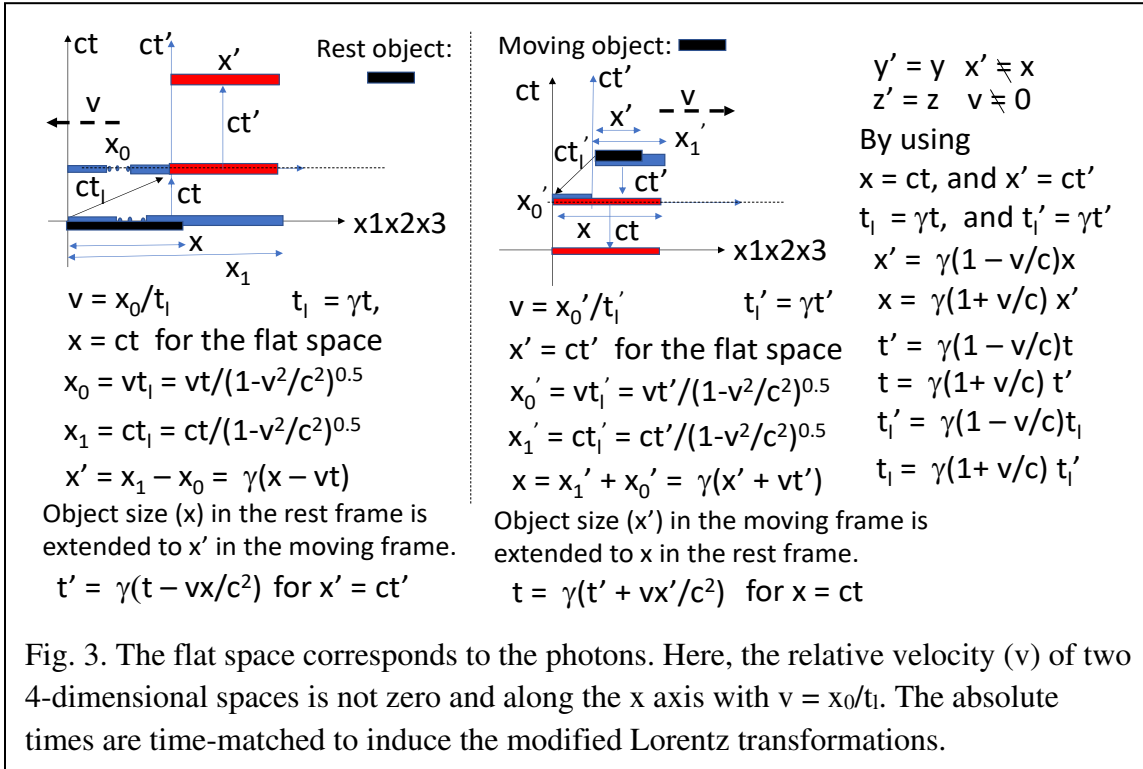 ct
ct'
Rest object:
x'
v
ct'
x₀
ct
ctₗ
x1x2x3
x
x₁
v = x₀/tₗ tₗ = γt,
x = ct for the flat space
x₀ = vtₗ = vt/(1-v²/c²)⁰·⁵
x₁ = ctₗ = ct/(1-v²/c²)⁰·⁵
x' = x₁ – x₀ = γ(x – vt)
Object size (x) in the rest frame is
extended to x' in the moving frame.
t' = γ(t – vx/c²) for x' = ct'
Moving object:
ct
ct'
v
x'
x₁'
ctₗ'
ct'
x₀'
x
ct
x1x2x3
v = x₀'/tₗ' tₗ' = γt'
x' = ct' for the flat space
x₀' = vtₗ' = vt'/(1-v²/c²)⁰·⁵
x₁' = ctₗ' = ct'/(1-v²/c²)⁰·⁵
x = x₁' + x₀' = γ(x' + vt')
Object size (x') in the moving frame is
extended to x in the rest frame.
t = γ(t' + vx'/c²) for x = ct
y' = y x' ≠ x
z' = z v ≠ 0
By using
x = ct, and x' = ct'
tₗ = γt, and tₗ' = γt'
x' = γ(1 – v/c)x
x = γ(1+ v/c) x'
t' = γ(1 – v/c)t
t = γ(1+ v/c) t'
tₗ' = γ(1 – v/c)tₗ
tₗ = γ(1+ v/c) tₗ'
Fig. 3. The flat space corresponds to the photons. Here, the relative velocity (v) of two
4-dimensional spaces is not zero and along the x axis with v = x₀/tₗ. The absolute
times are time-matched to induce the modified Lorentz transformations.